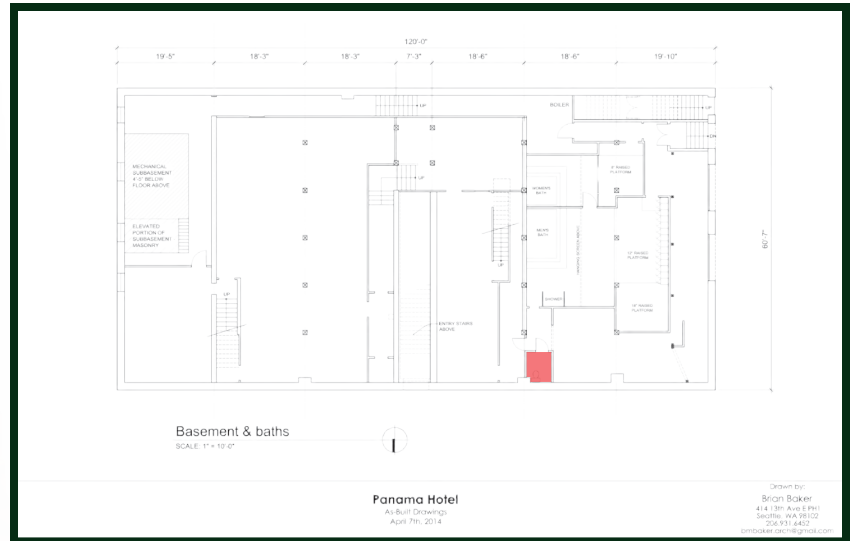 120'-0"
19'-5"
18'-3"
18'-3"
7'-3"
18'-6"
18'-6"
19'-10"
UP
BOILER
UP
DN
MECHANICAL
SUBBASEMENT
FLOOR ABOVE
UP
RAISED
PLATFORM
WOMENS
BATH
ELEVATED
PORTION OF
SUBBASEMENT
MASONRY
MENS
BATH
60'-7"
RAISED
PLATFORM
UP
UP
SHOWER
RAISED
PLATFORM
ENTRY STAIRS
ABOVE
Basement & baths
SCALE: 1" = 10'-0"
Panama Hotel
As-Built Drawings
April 7th, 2014
Drawn by:
Brian Baker
414 13th Ave E PH1
Seattle, WA 98102
206.931.6452
bmbaker.arch@gmail.com